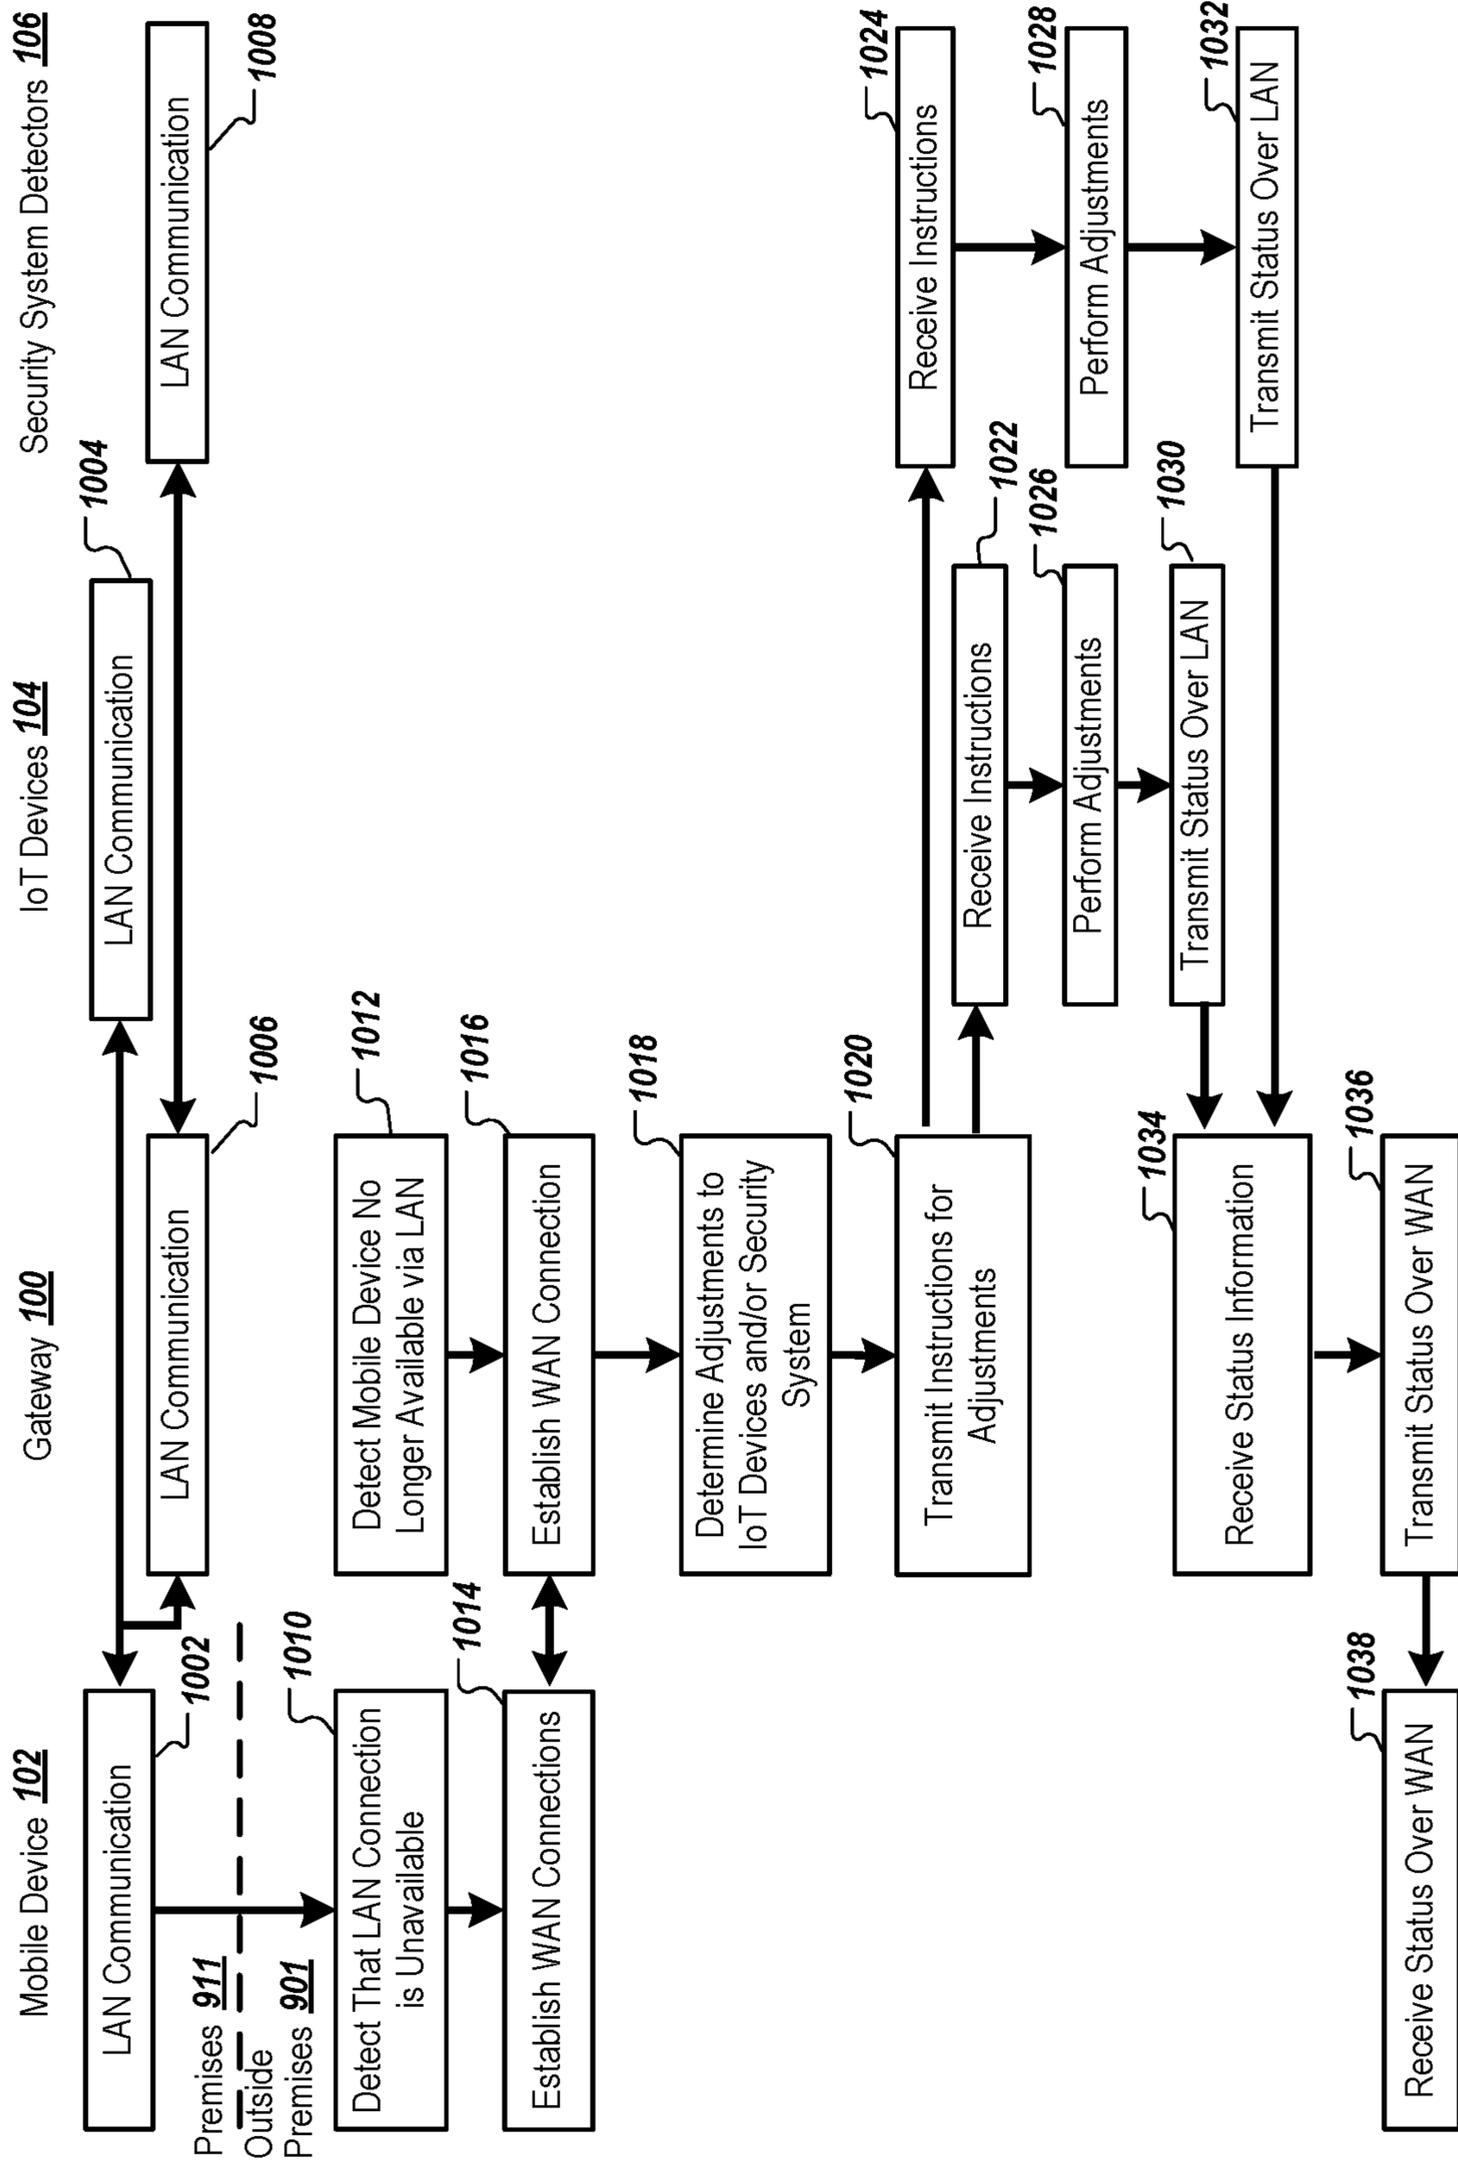 Mobile Device 102
Gateway 100
IoT Devices 104
Security System Detectors 106
LAN Communication
1002
LAN Communication
1004
LAN Communication
1006
LAN Communication
1008
Premises 911
Outside
Premises 901
Detect That LAN Connection
is Unavailable
1010
Detect Mobile Device No
Longer Available via LAN
1012
Establish WAN Connections
1014
Establish WAN Connection
1016
Determine Adjustments to
IoT Devices and/or Security
System
1018
Transmit Instructions for
Adjustments
1020
Receive Instructions
1022
Receive Instructions
1024
Perform Adjustments
1026
Perform Adjustments
1028
Transmit Status Over LAN
1030
Transmit Status Over LAN
1032
Receive Status Information
1034
Transmit Status Over WAN
1036
Receive Status Over WAN
1038